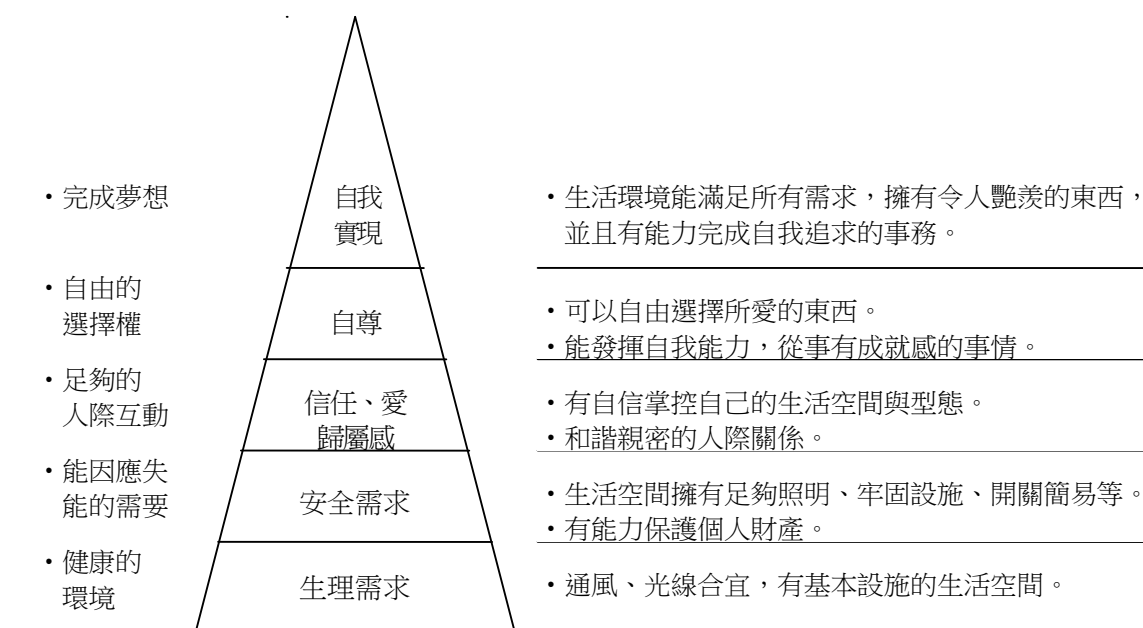 ・完成夢想
自我
實現
・生活環境能滿足所有需求，擁有令人艷羨的東西，
並且有能力完成自我追求的事務。
・自由的
選擇權
自尊
・可以自由選擇所愛的東西。
・能發揮自我能力，從事有成就感的事情。
・足夠的
人際互動
信任、愛
歸屬感
・有自信掌控自己的生活空間與型態。
・和諧親密的人際關係。
・能因應失
能的需要
安全需求
・生活空間擁有足夠照明、牢固設施、開關簡易等。
・有能力保護個人財產。
・健康的
環境
生理需求
・通風、光線合宜，有基本設施的生活空間。